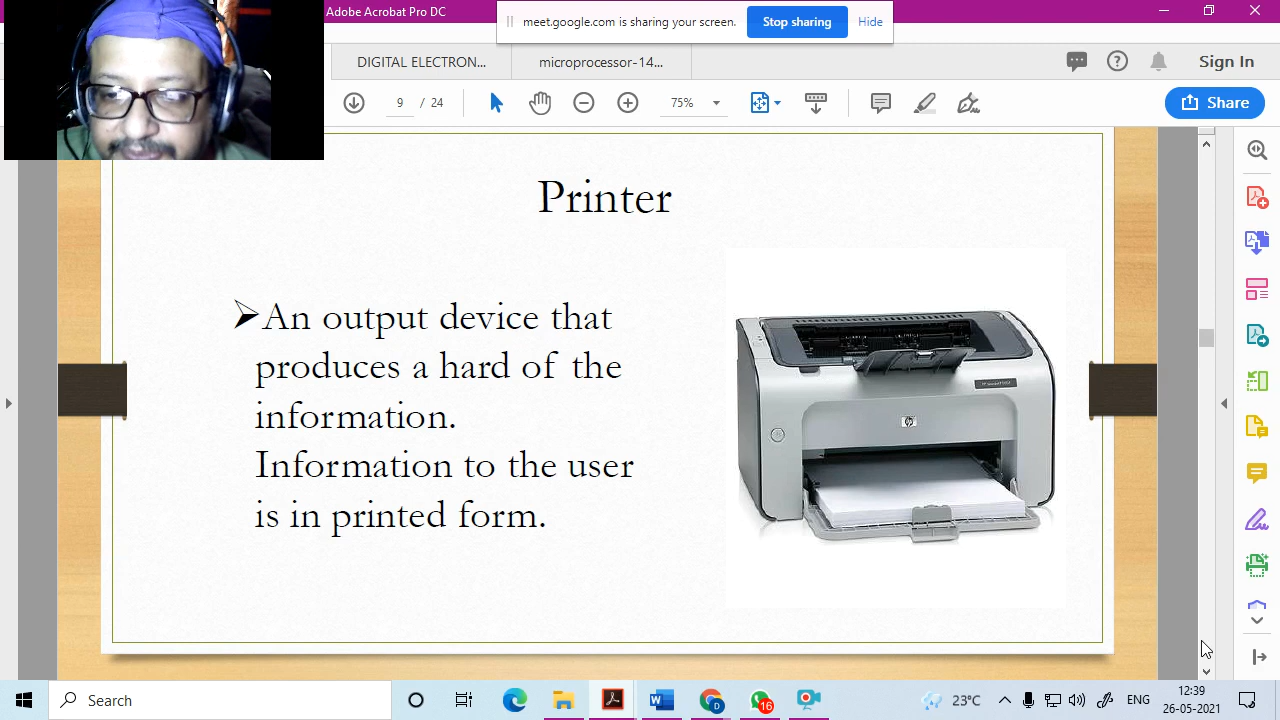 Adobe Acrobat Pro DC
meet.google.com is sharing your screen.
Stop sharing
Hide
DIGITAL ELECTRON...
microprocessor-14...
Sign In
9 / 24
75%
Share
Printer
An output device that
produces a hard of the
information.
Information to the user
is in printed form.
hp
Search
16
23°C
ENG
12:39
26-05-2021